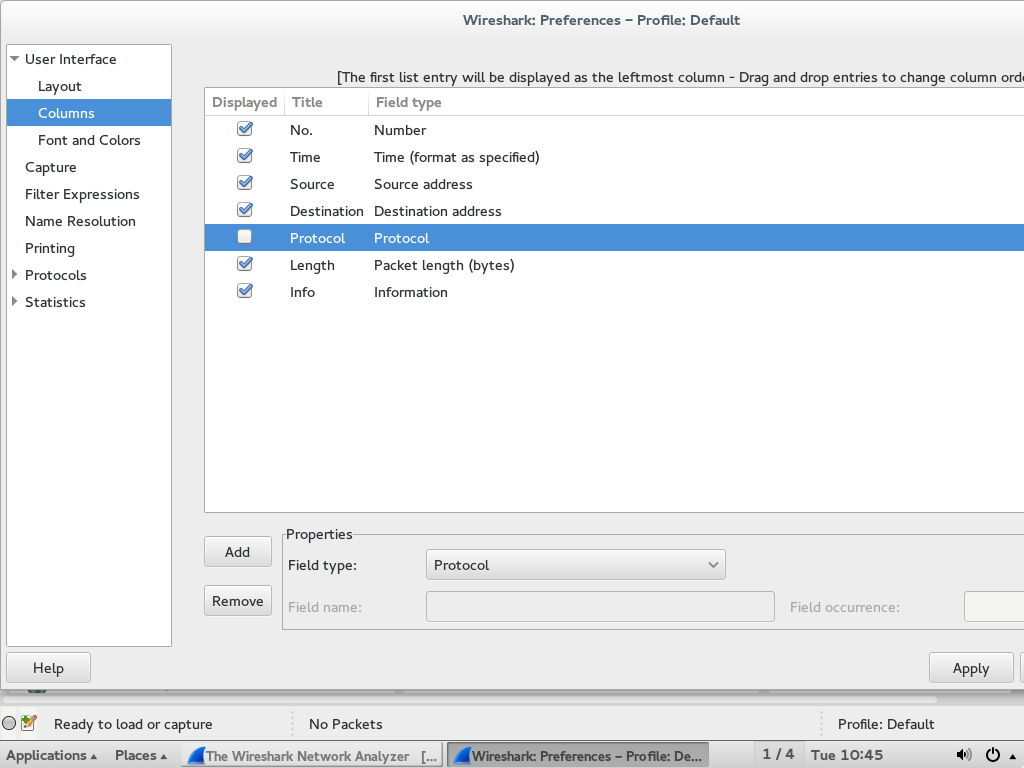 Wireshark: Preferences – Profile: Default
User Interface
Layout
Columns
Font and Colors
Capture
Filter Expressions
Name Resolution
Printing
Protocols
Statistics
[The first list entry will be displayed as the leftmost column - Drag and drop entries to change column orde
Displayed Title Field type
No. Number
Time Time (format as specified)
Source Source address
Destination Destination address
Protocol Protocol
Length Packet length (bytes)
Info Information
Add
Remove
Properties
Field type: Protocol
Field name: Field occurrence:
Help
Apply
Ready to load or capture No Packets Profile: Default
Applications Places The Wireshark Network Analyzer [... Wireshark: Preferences – Profile: De... 1 / 4 Tue 10:45